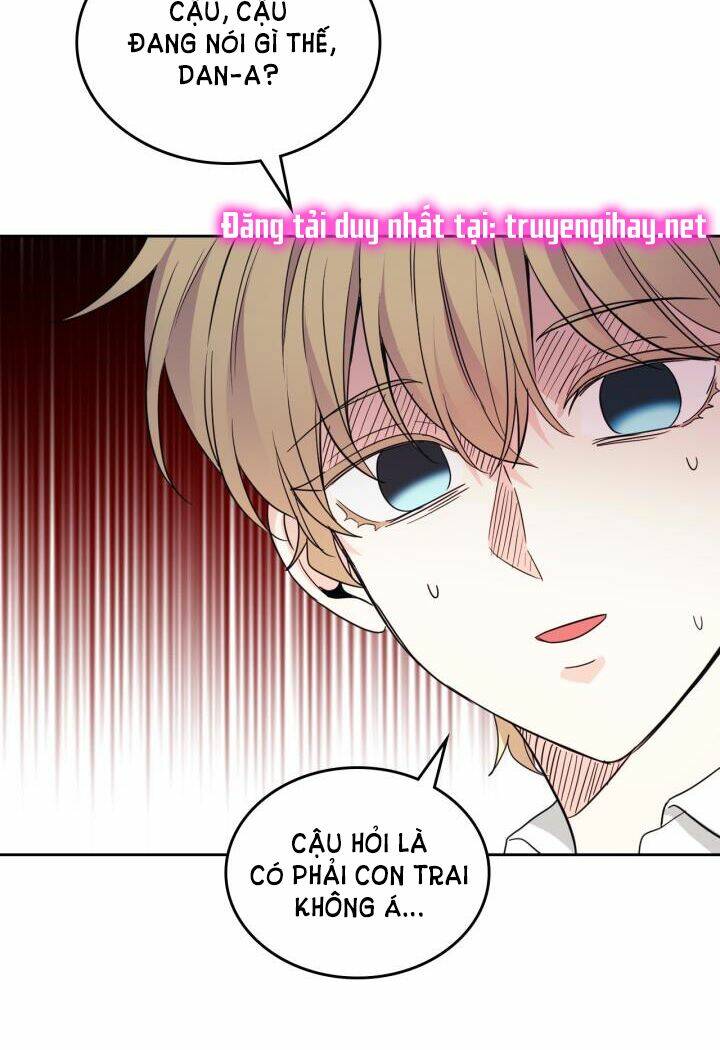 CẬU, CẬU
ĐANG NÓI GÌ THẾ,
DAN-A?
Đăng tải duy nhất tại: truyengihay.net
CẬU HỎI LÀ
CÓ PHẢI CON TRAI
KHÔNG Á...